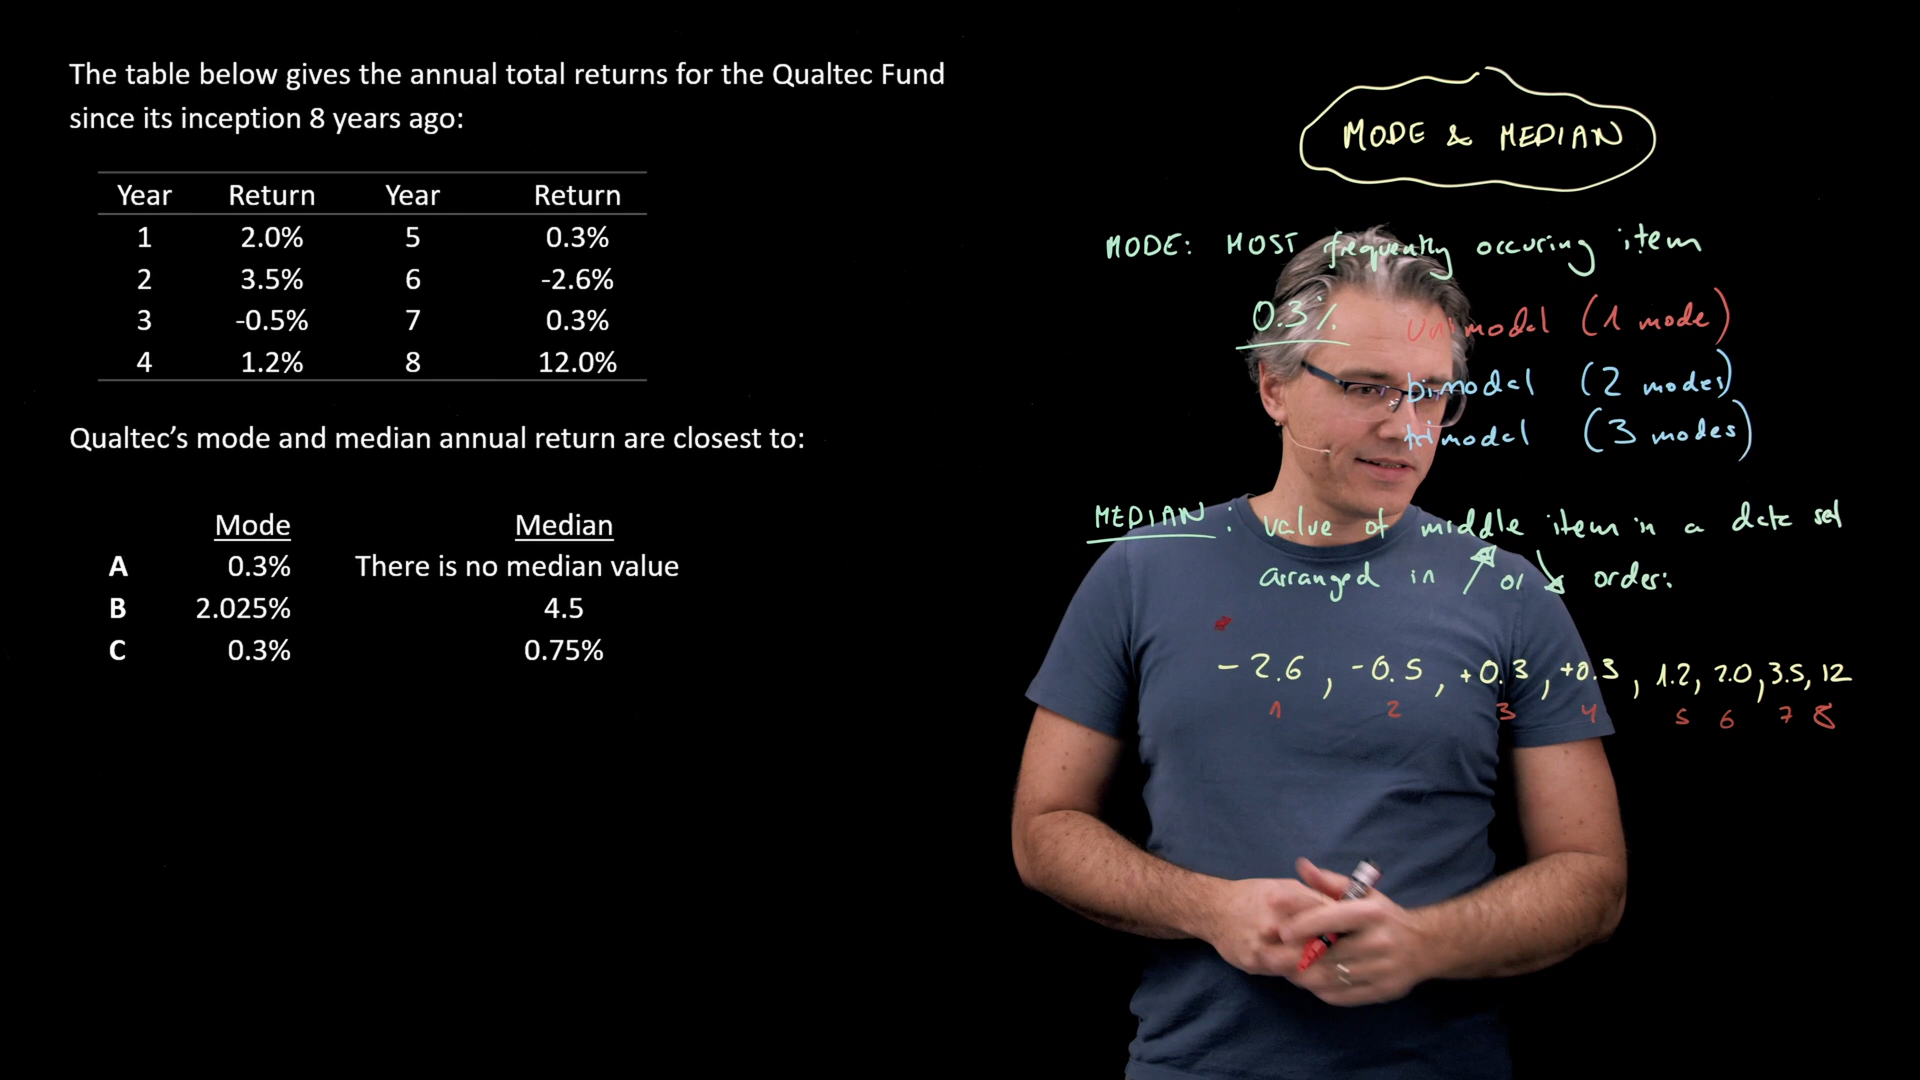 The table below gives the annual total returns for the Qualtec Fund
since its inception 8 years ago:
Year Return Year Return
1 2.0% 5 0.3%
2 3.5% 6 -2.6%
3 -0.5% 7 0.3%
4 1.2% 8 12.0%
Qualtec’s mode and median annual return are closest to:
Mode Median
A 0.3% There is no median value
B 2.025% 4.5
C 0.3% 0.75%
MODE & MEDIAN
MODE: MOST frequently occuring item
0.3% Unimodal (1 mode)
bimodal (2 modes)
trimodal (3 modes)
MEDIAN: value of middle item in a data set
arranged in ↗ or ↘ order:
-2.6, -0.5, +0.3, +0.3, 1.2, 2.0, 3.5, 12
1 2 3 4 5 6 7 8